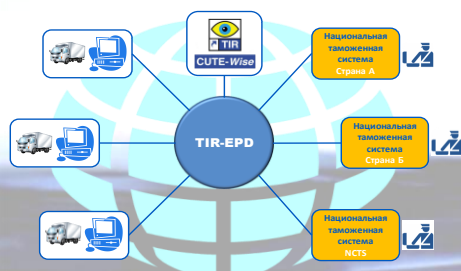 TIR
CUTE-Wise
Национальная
таможенная
система
Страна А
TIR-EPD
Национальная
таможенная
система
Страна Б
Национальная
таможенная
система
NCTS